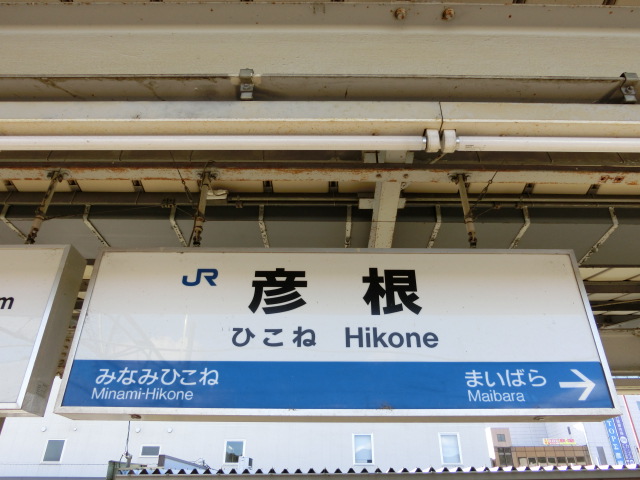 JR 彦根
ひこね Hikone
みなみひこね
Minami-Hikone
まいばら
Maibara
m